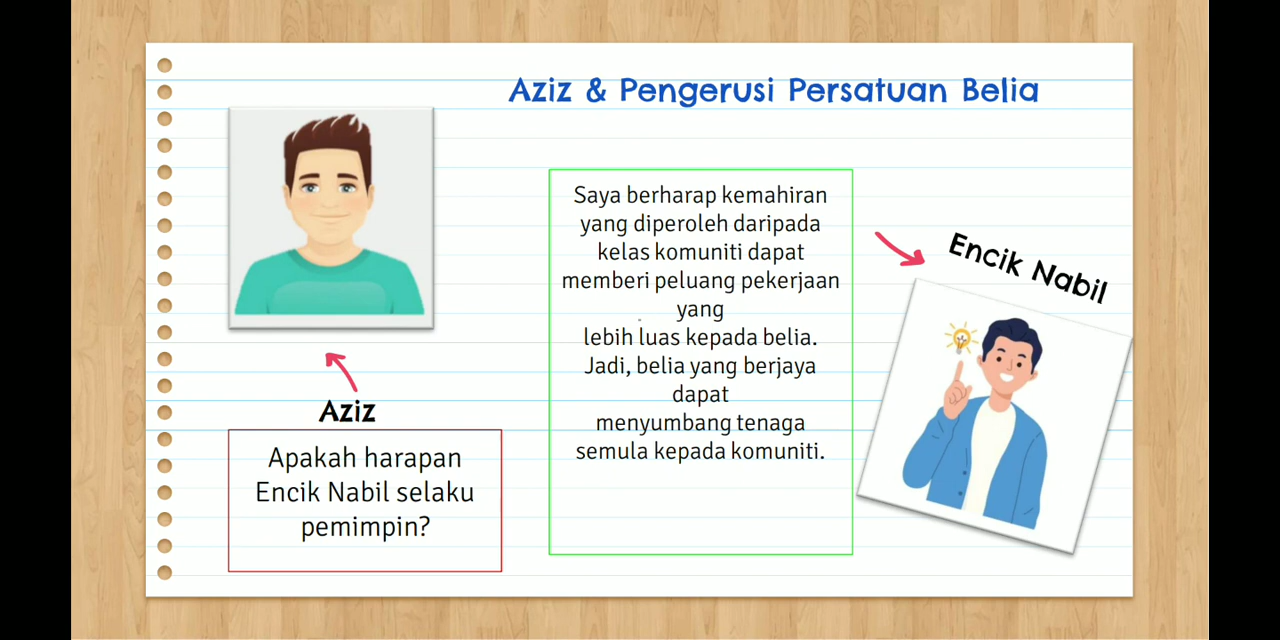 Aziz & Pengerusi Persatuan Belia
Aziz
Apakah harapan
Encik Nabil selaku
pemimpin?
Saya berharap kemahiran
yang diperoleh daripada
kelas komuniti dapat
memberi peluang pekerjaan
yang
lebih luas kepada belia.
Jadi, belia yang berjaya
dapat
menyumbang tenaga
semula kepada komuniti.
Encik Nabil